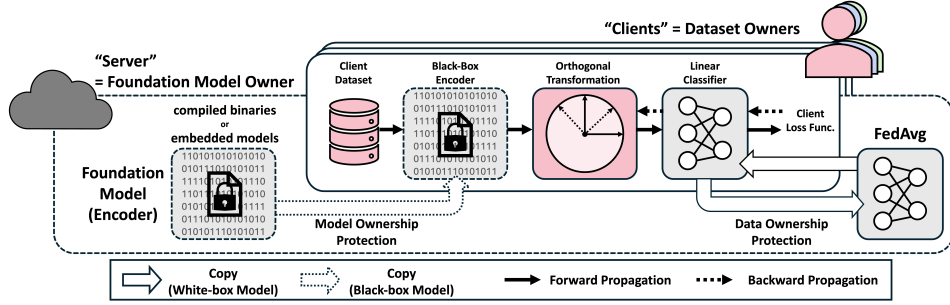 “Clients” = Dataset Owners
“Server”
= Foundation Model Owner
compiled binaries
or
embedded models
Foundation
Model
(Encoder)
Client
Dataset
Black-Box
Encoder
Orthogonal
Transformation
Linear
Classifier
Client
Loss Func.
FedAvg
Model Ownership
Protection
Data Ownership
Protection
Copy
(White-box Model)
Copy
(Black-box Model)
Forward Propagation
Backward Propagation